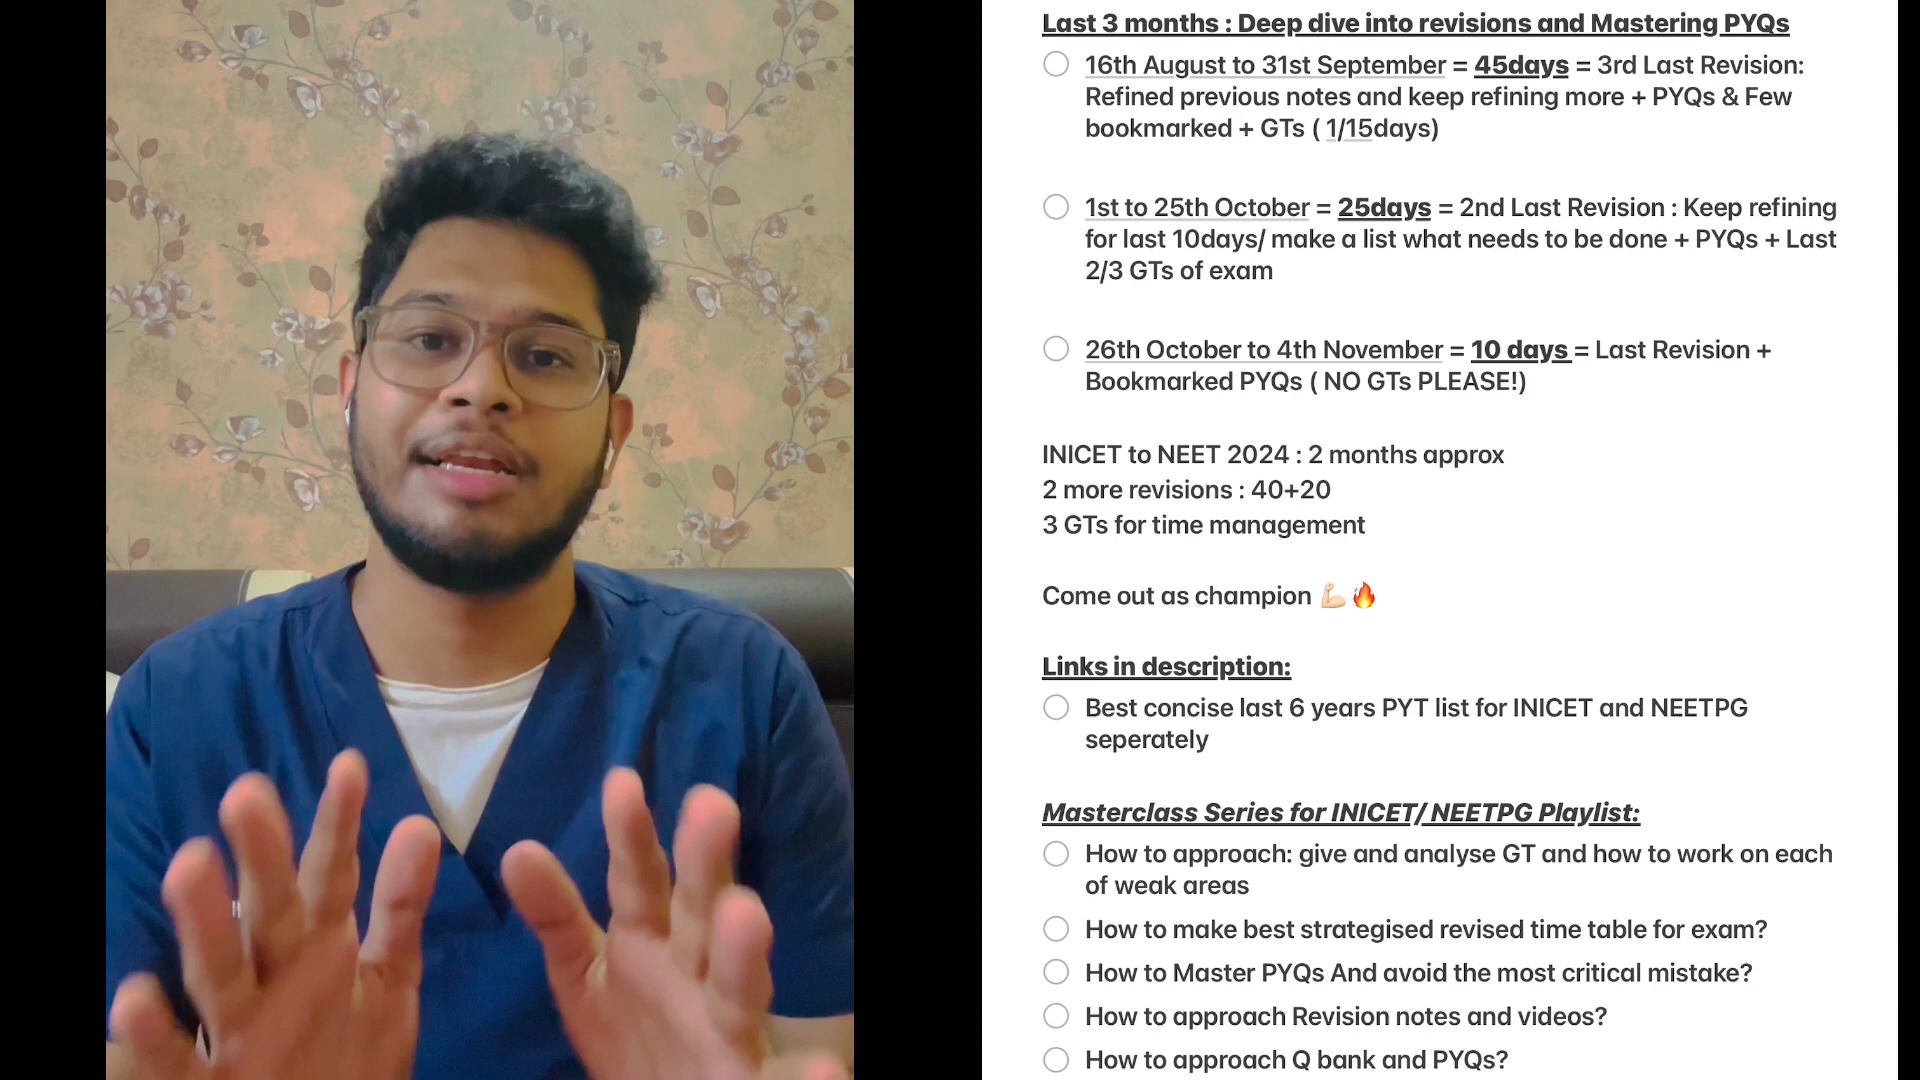 Last 3 months : Deep dive into revisions and Mastering PYQs
16th August to 31st September = 45days = 3rd Last Revision:
Refined previous notes and keep refining more + PYQs & Few
bookmarked + GTs ( 1/15days)
1st to 25th October = 25days = 2nd Last Revision : Keep refining
for last 10days/ make a list what needs to be done + PYQs + Last
2/3 GTs of exam
26th October to 4th November = 10 days = Last Revision +
Bookmarked PYQs ( NO GTs PLEASE!)
INICET to NEET 2024 : 2 months approx
2 more revisions : 40+20
3 GTs for time management
Come out as champion 💪🏻🔥
Links in description:
Best concise last 6 years PYT list for INICET and NEETPG
seperately
Masterclass Series for INICET/ NEETPG Playlist:
How to approach: give and analyse GT and how to work on each
of weak areas
How to make best strategised revised time table for exam?
How to Master PYQs And avoid the most critical mistake?
How to approach Revision notes and videos?
How to approach Q bank and PYQs?